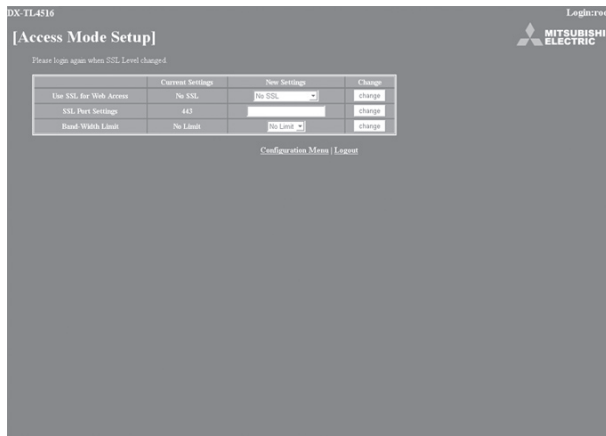 DX-TL4516 Login:roo
[Access Mode Setup]
MITSUBISHI
ELECTRIC
Please login again when SSL Level changed.
Current Settings New Settings Change
Use SSL for Web Access No SSL No SSL change
SSL Port Settings 443 change
Band-Width Limit No Limit No Limit change
Configuration Menu | Logout